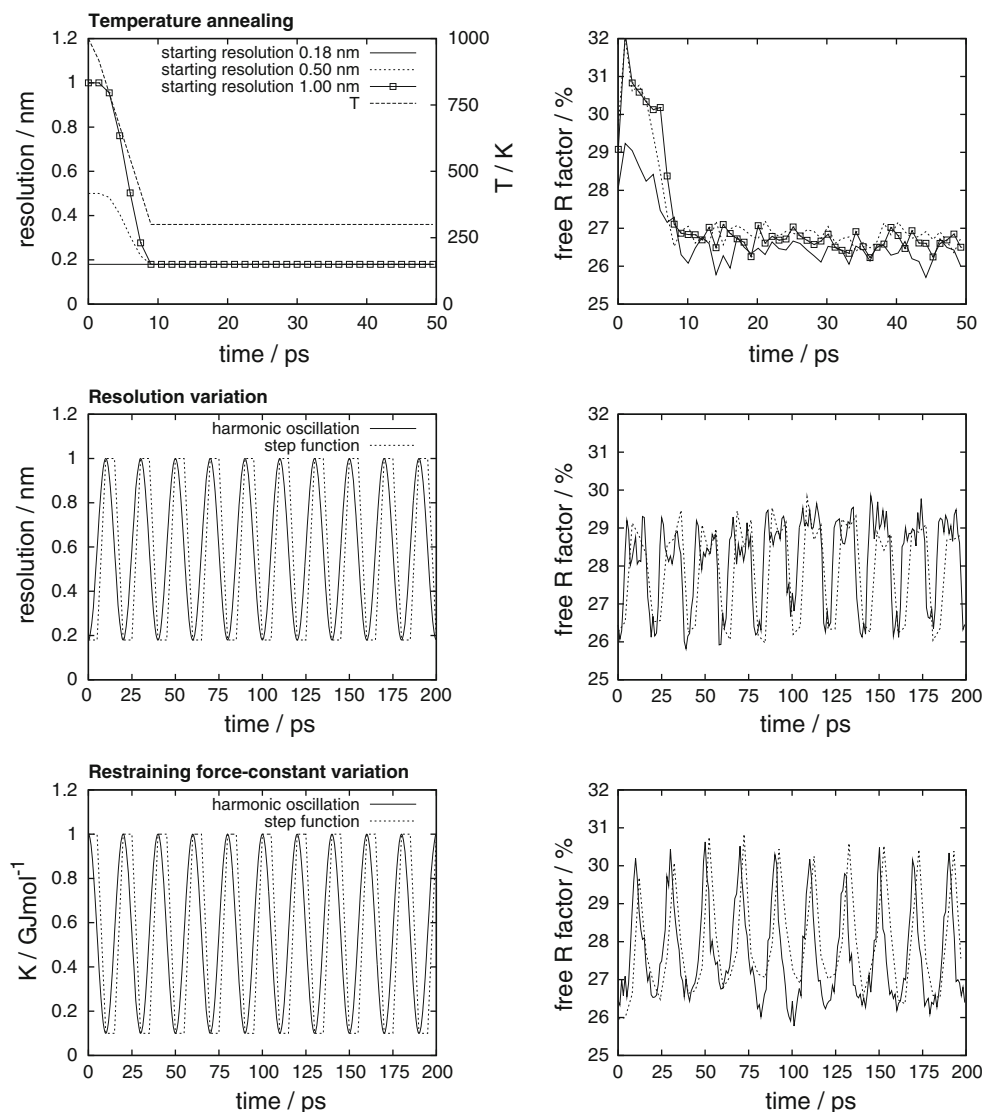 Temperature annealing
1.2
1
0.8
0.6
0.4
0.2
0
resolution / nm
starting resolution 0.18 nm
starting resolution 0.50 nm
starting resolution 1.00 nm
T
1000
750
500
250
0
T / K
0 10 20 30 40 50
time / ps
32
31
30
29
28
27
26
25
free R factor / %
0 10 20 30 40 50
time / ps
Resolution variation
1.2
1
0.8
0.6
0.4
0.2
0
resolution / nm
harmonic oscillation
step function
0 25 50 75 100 125 150 175 200
time / ps
32
31
30
29
28
27
26
25
free R factor / %
0 25 50 75 100 125 150 175 200
time / ps
Restraining force-constant variation
1.2
1
0.8
0.6
0.4
0.2
0
K / GJmol⁻¹
harmonic oscillation
step function
0 25 50 75 100 125 150 175 200
time / ps
32
31
30
29
28
27
26
25
free R factor / %
0 25 50 75 100 125 150 175 200
time / ps